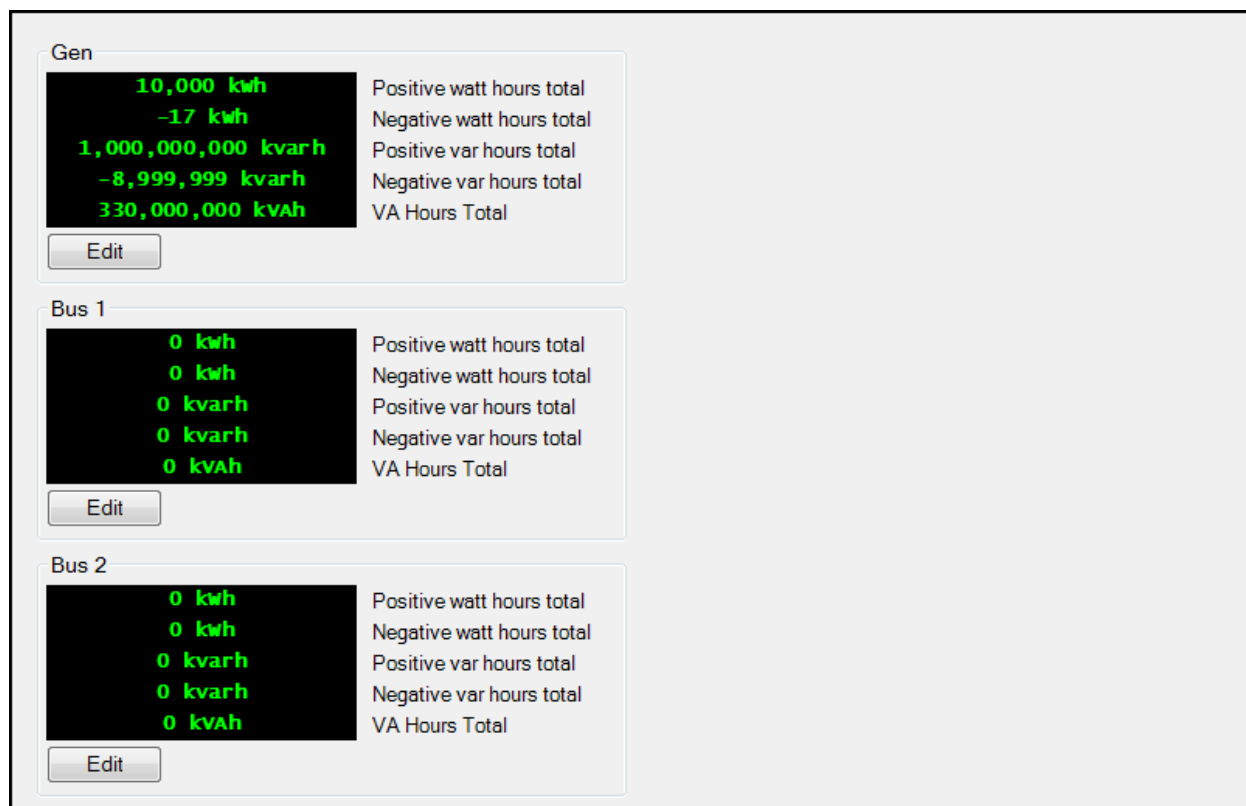 Gen
10,000 kWh Positive watt hours total
-17 kWh Negative watt hours total
1,000,000,000 kvarh Positive var hours total
-8,999,999 kvarh Negative var hours total
330,000,000 kVAh VA Hours Total
Edit
Bus 1
0 kWh Positive watt hours total
0 kWh Negative watt hours total
0 kvarh Positive var hours total
0 kvarh Negative var hours total
0 kVAh VA Hours Total
Edit
Bus 2
0 kWh Positive watt hours total
0 kWh Negative watt hours total
0 kvarh Positive var hours total
0 kvarh Negative var hours total
0 kVAh VA Hours Total
Edit